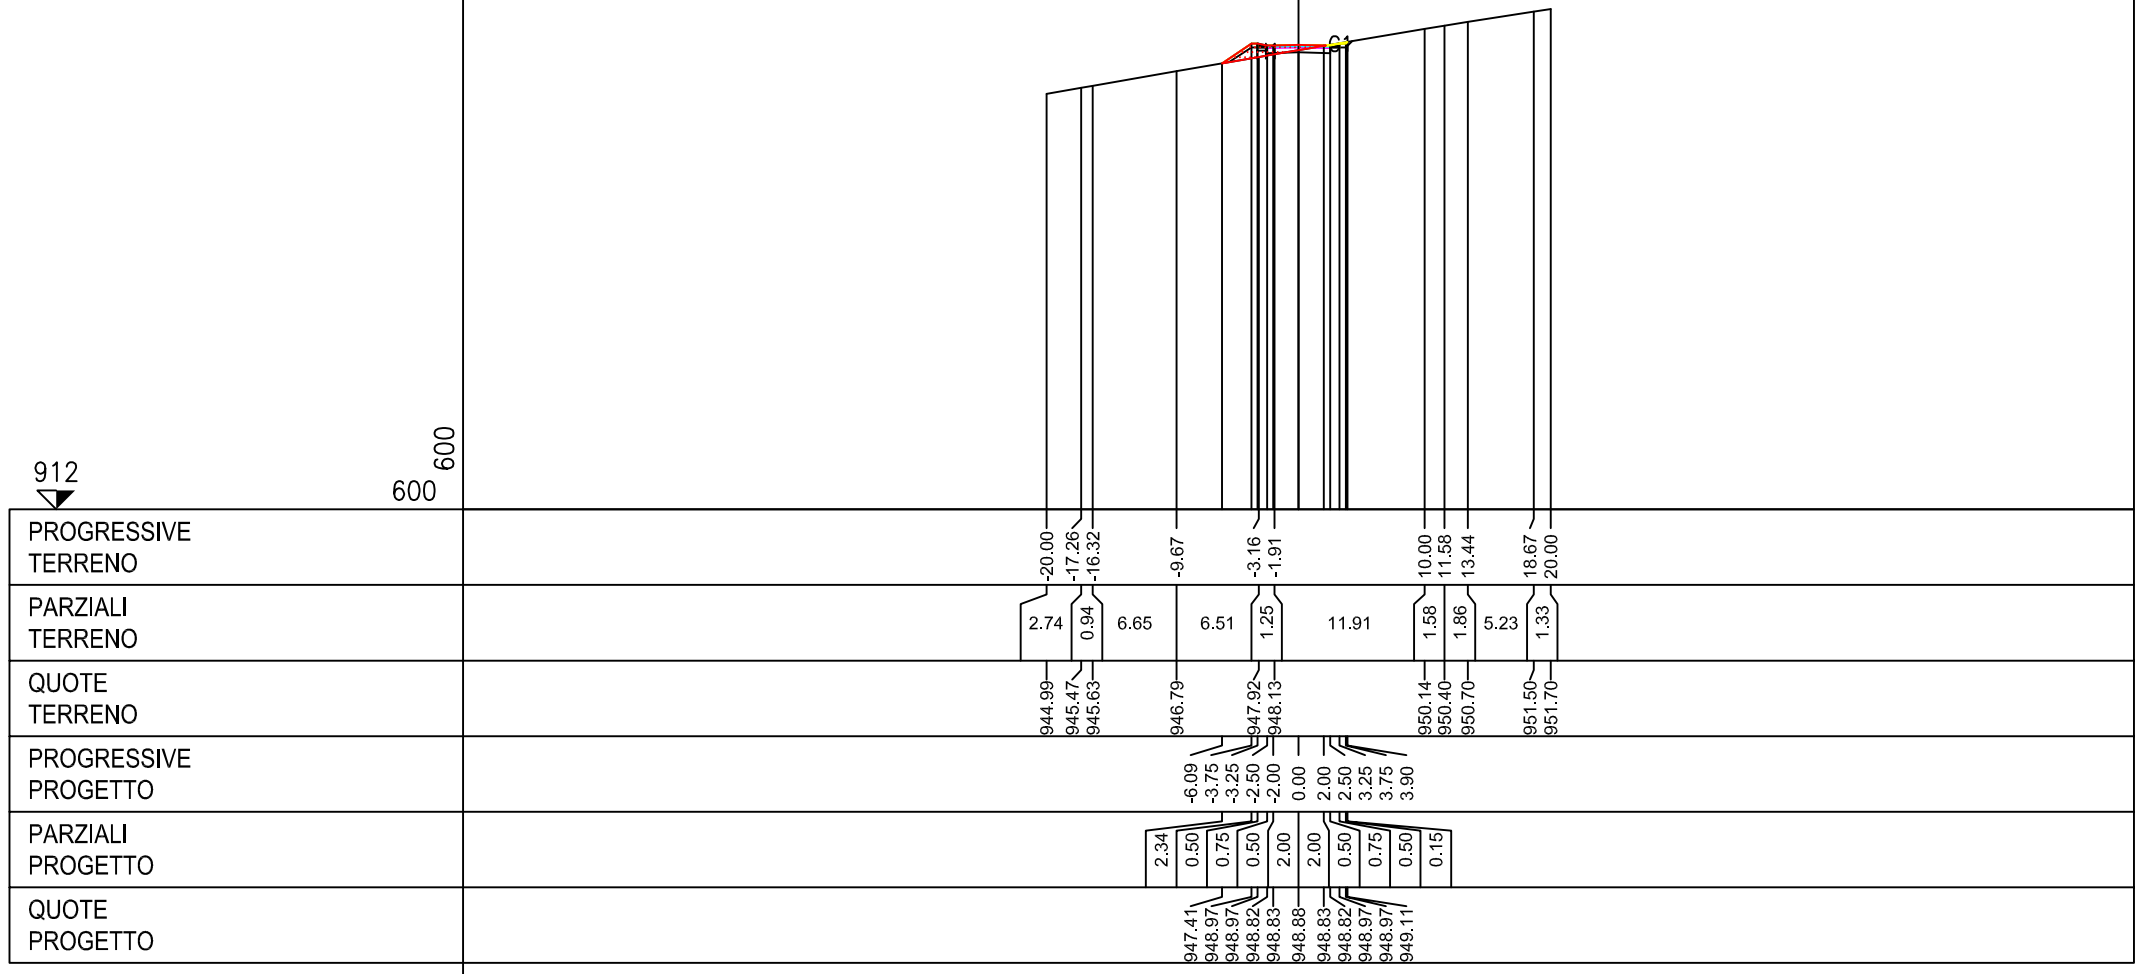 600
912
600
PROGRESSIVE
TERRENO
-20.00 -17.26 -16.32 -9.67 -3.16 -1.91 10.00 11.58 13.44 18.67 20.00
PARZIALI
TERRENO
2.74 0.94 6.65 6.51 1.25 11.91 1.58 1.86 5.23 1.33
QUOTE
TERRENO
944.99 945.47 945.63 946.79 947.92 948.13 950.14 950.40 950.70 951.50 951.70
PROGRESSIVE
PROGETTO
-6.09 -3.75 -3.25 -2.50 -2.00 0.00 2.00 2.50 3.25 3.75 3.90
PARZIALI
PROGETTO
2.34 0.50 0.75 0.50 2.00 2.00 0.50 0.75 0.50 0.15
QUOTE
PROGETTO
947.41 948.97 948.97 948.82 948.83 948.88 948.83 948.82 948.97 948.97 949.11